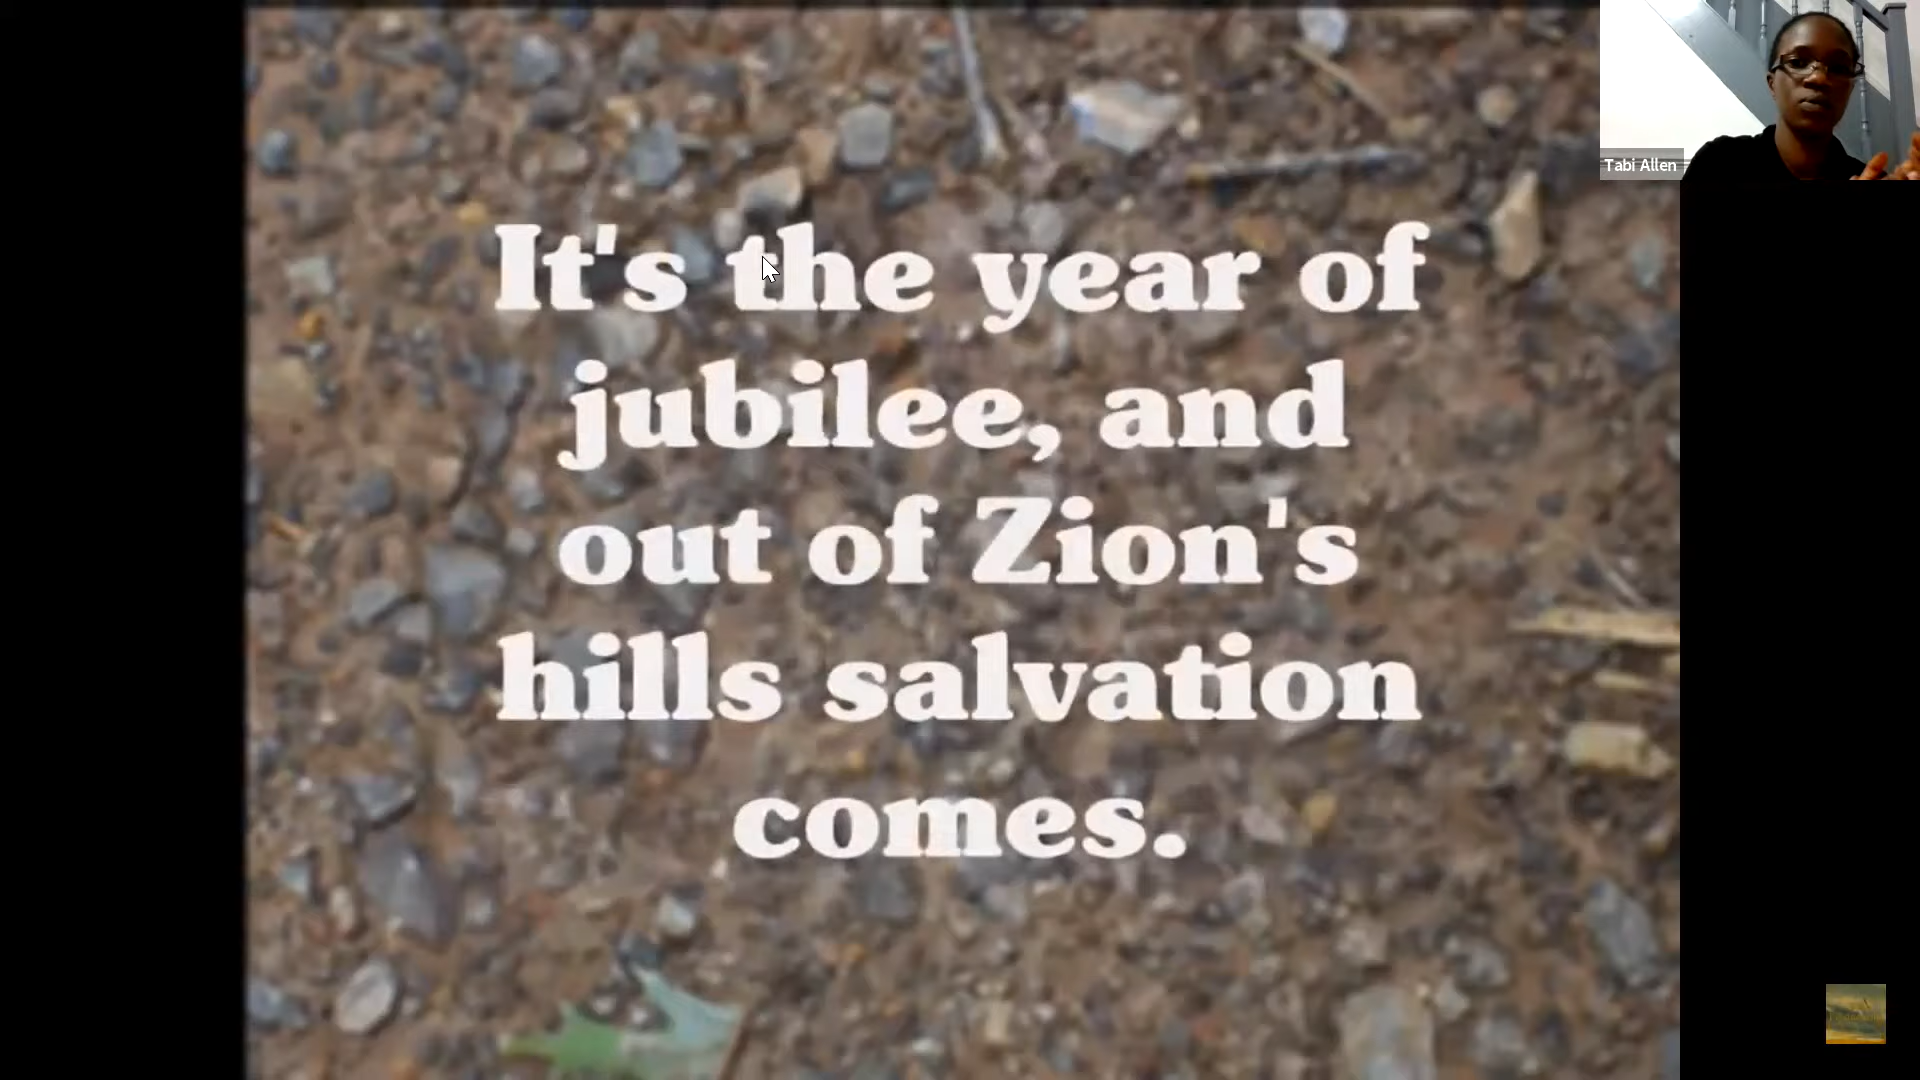 Tabi Allen
It's the year of
jubilee, and
out of Zion's
hills salvation
comes.